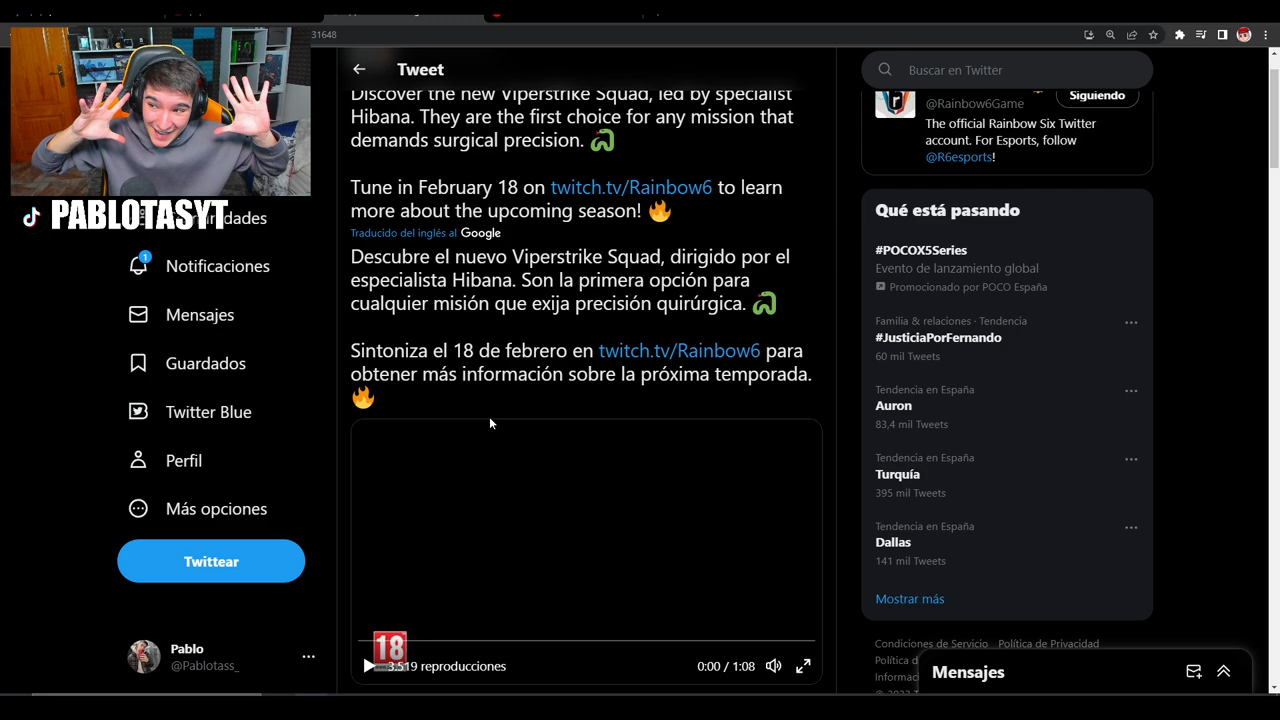 31648
PABLOTASYT
Notificaciones
1
Mensajes
Guardados
Twitter Blue
Perfil
Más opciones
Twittear
Pablo
@Pablotass_
Tweet
Discover the new Viperstrike Squad, led by specialist
Hibana. They are the first choice for any mission that
demands surgical precision.
Tune in February 18 on twitch.tv/Rainbow6 to learn
more about the upcoming season!
Traducido del inglés al Google
Descubre el nuevo Viperstrike Squad, dirigido por el
especialista Hibana. Son la primera opción para
cualquier misión que exija precisión quirúrgica.
Sintoniza el 18 de febrero en twitch.tv/Rainbow6 para
obtener más información sobre la próxima temporada.
18
3.519 reproducciones
0:00 / 1:08
Buscar en Twitter
@Rainbow6Game
Siguiendo
The official Rainbow Six Twitter
account. For Esports, follow
@R6esports!
Qué está pasando
#POCOX5Series
Evento de lanzamiento global
Promocionado por POCO España
Familia & relaciones · Tendencia
#JusticiaPorFernando
60 mil Tweets
Tendencia en España
Auron
83,4 mil Tweets
Tendencia en España
Turquía
395 mil Tweets
Tendencia en España
Dallas
141 mil Tweets
Mostrar más
Condiciones de Servicio Política de Privacidad
Política d
Mensajes